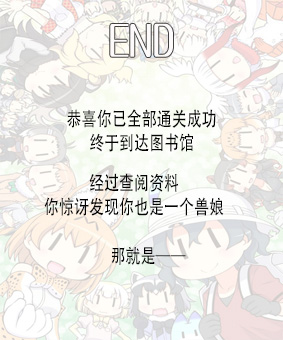 END
恭喜你已全部通关成功
终于到达图书馆
经过查阅资料
你惊讶发现你也是一个兽娘
那就是——